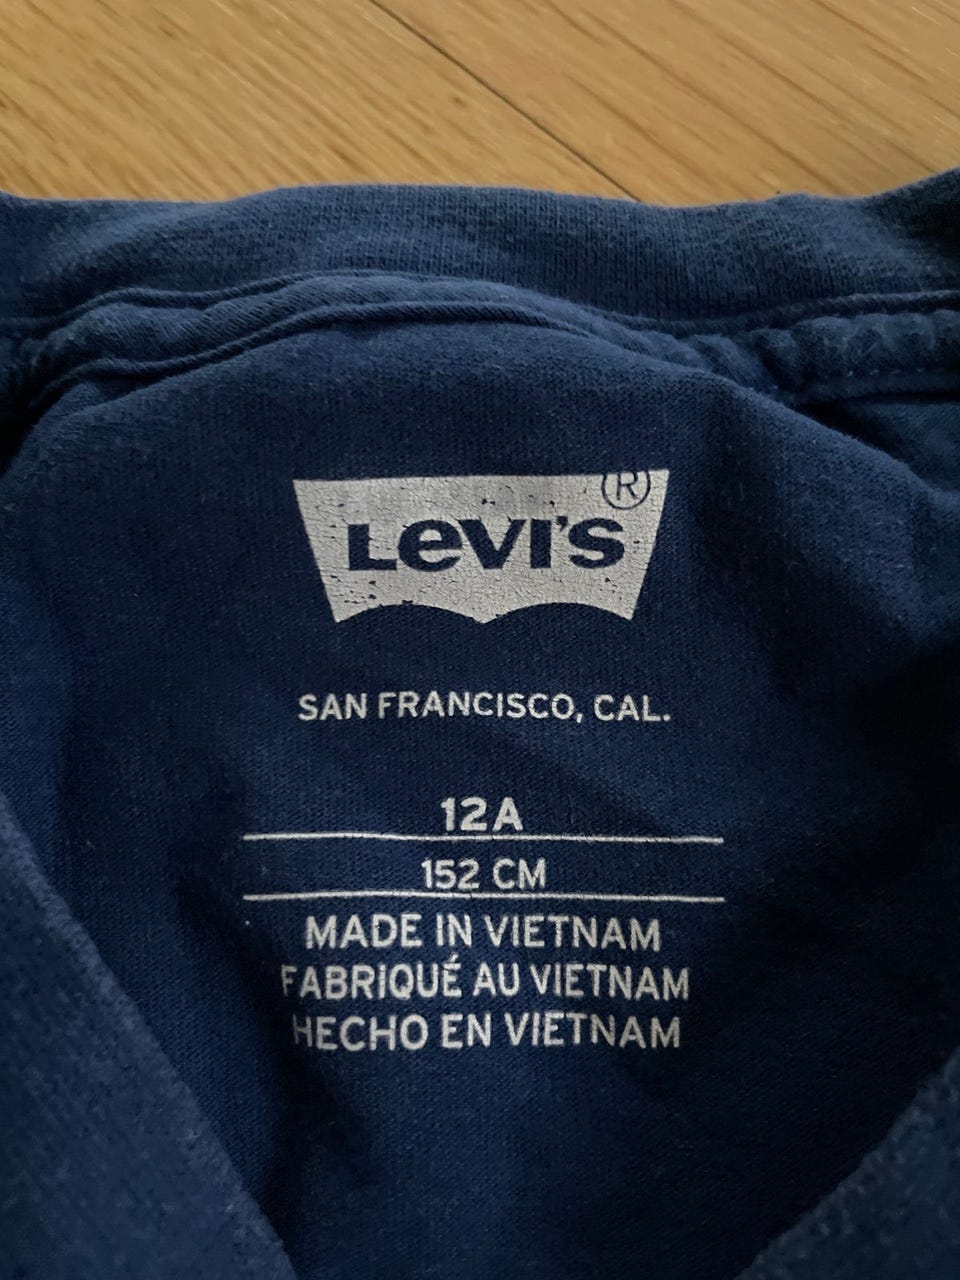 LEVI'S ®
SAN FRANCISCO, CAL.
12A
152 CM
MADE IN VIETNAM
FABRIQUÉ AU VIETNAM
HECHO EN VIETNAM